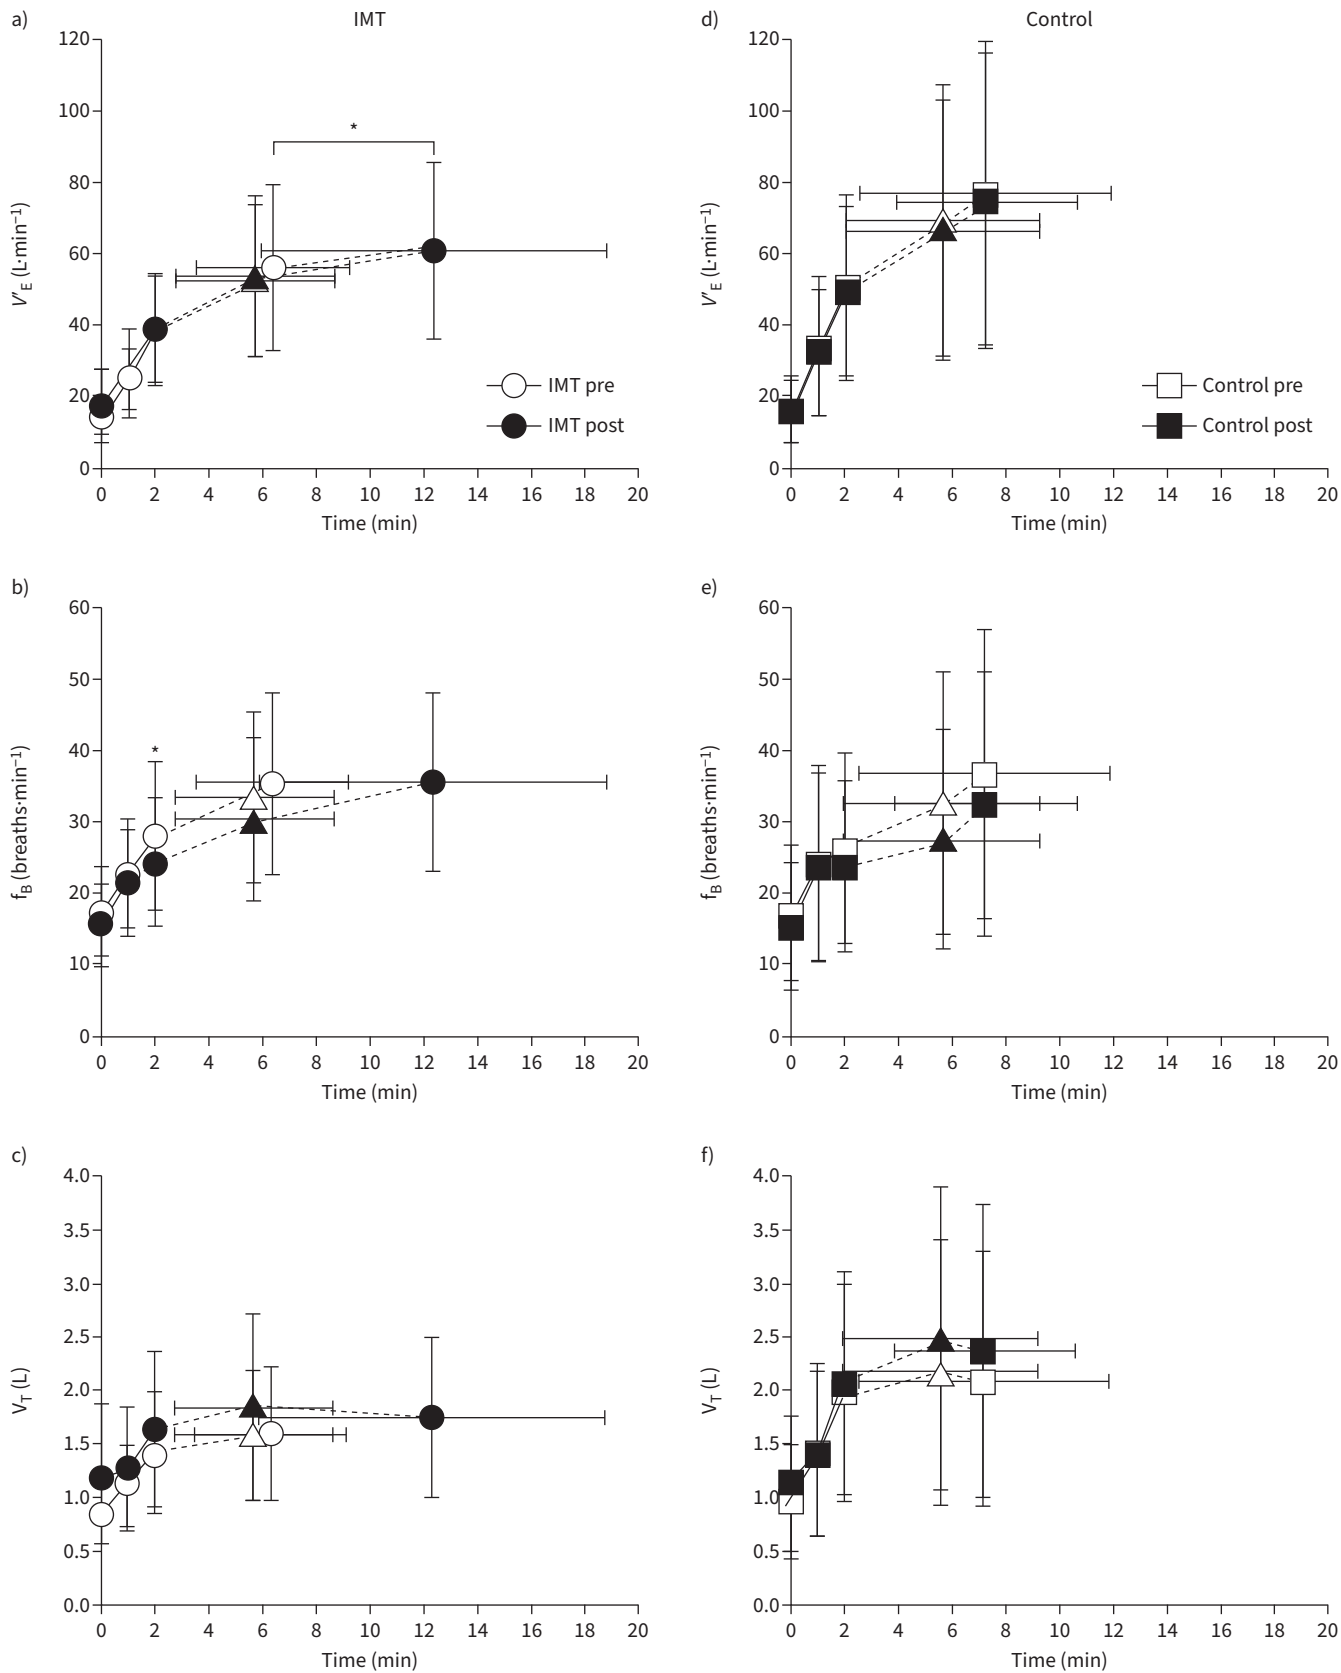 a)
IMT
120
100
80
60
40
20
0
V′E (L·min–1)
*
IMT pre
IMT post
0 2 4 6 8 10 12 14 16 18 20
Time (min)
d)
Control
120
100
80
60
40
20
0
V′E (L·min–1)
Control pre
Control post
0 2 4 6 8 10 12 14 16 18 20
Time (min)
b)
60
50
40
30
20
10
0
fB (breaths·min–1)
*
0 2 4 6 8 10 12 14 16 18 20
Time (min)
e)
60
50
40
30
20
10
0
fB (breaths·min–1)
0 2 4 6 8 10 12 14 16 18 20
Time (min)
c)
4.0
3.5
3.0
2.5
2.0
1.5
1.0
0.5
0.0
VT (L)
0 2 4 6 8 10 12 14 16 18 20
Time (min)
f)
4.0
3.5
3.0
2.5
2.0
1.5
1.0
0.5
0.0
VT (L)
0 2 4 6 8 10 12 14 16 18 20
Time (min)